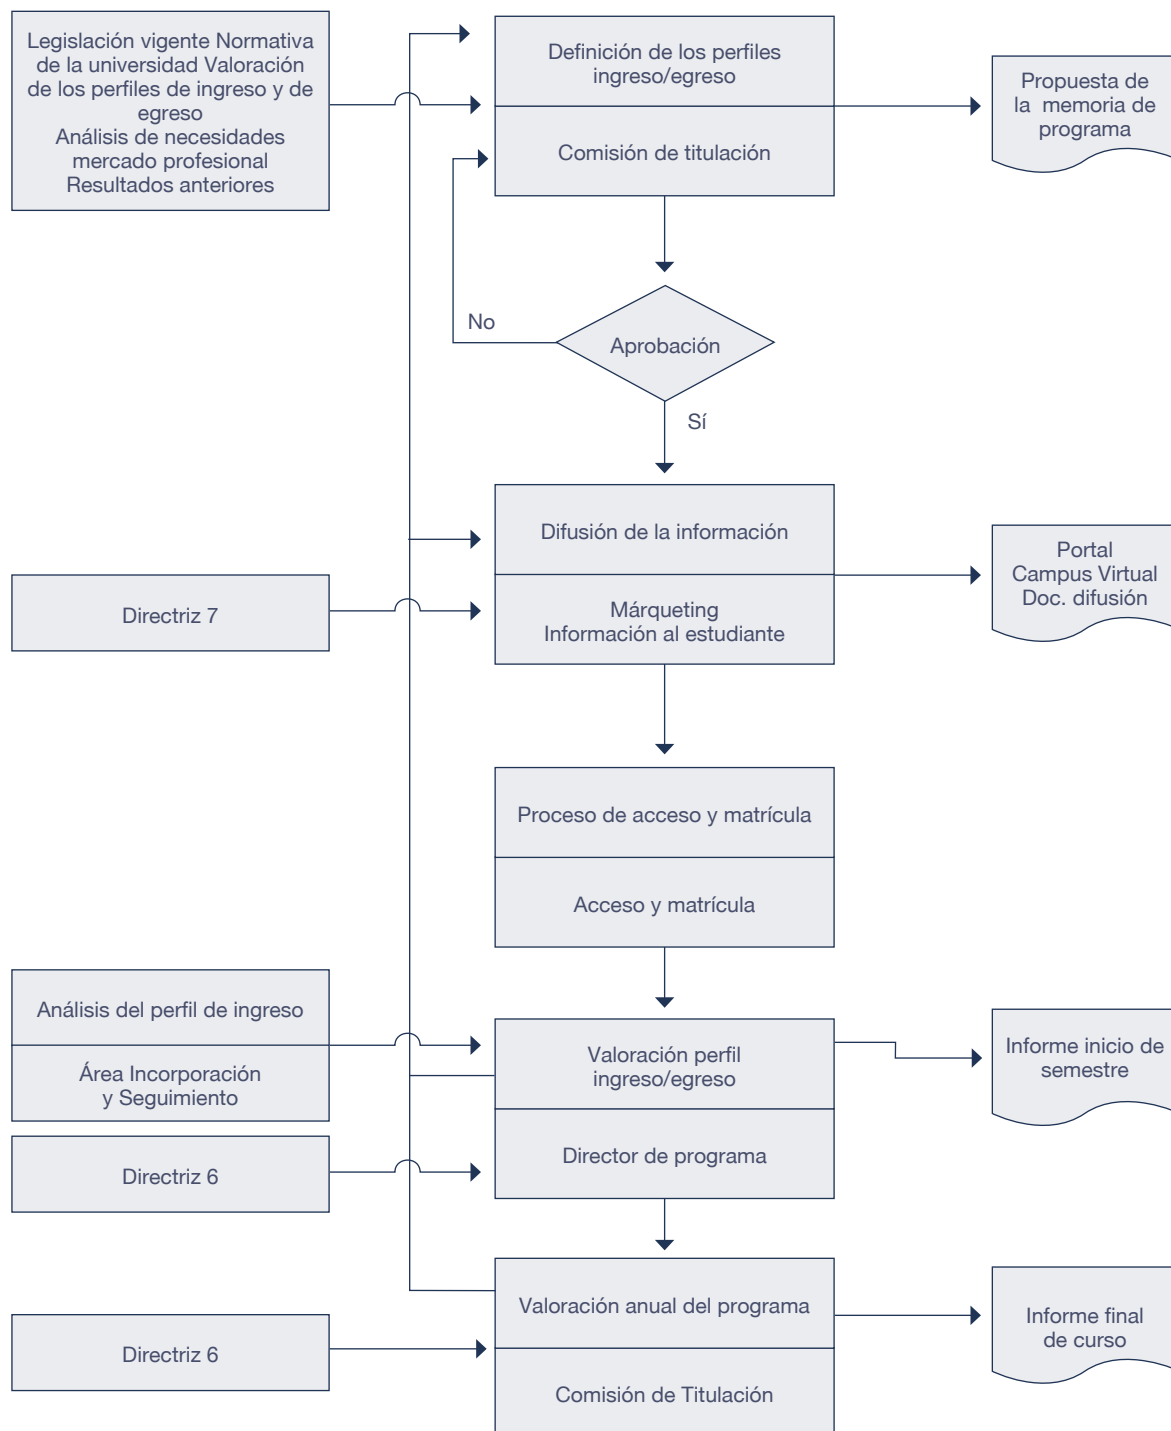 Legislación vigente Normativa
de la universidad Valoración
de los perfiles de ingreso y de
egreso
Análisis de necesidades
mercado profesional
Resultados anteriores
Definición de los perfiles
ingreso/egreso
Comisión de titulación
Propuesta de
la memoria de
programa
No
Aprobación
Sí
Difusión de la información
Márqueting
Información al estudiante
Directriz 7
Portal
Campus Virtual
Doc. difusión
Proceso de acceso y matrícula
Acceso y matrícula
Análisis del perfil de ingreso
Área Incorporación
y Seguimiento
Valoración perfil
ingreso/egreso
Director de programa
Informe inicio de
semestre
Directriz 6
Valoración anual del programa
Comisión de Titulación
Directriz 6
Informe final
de curso